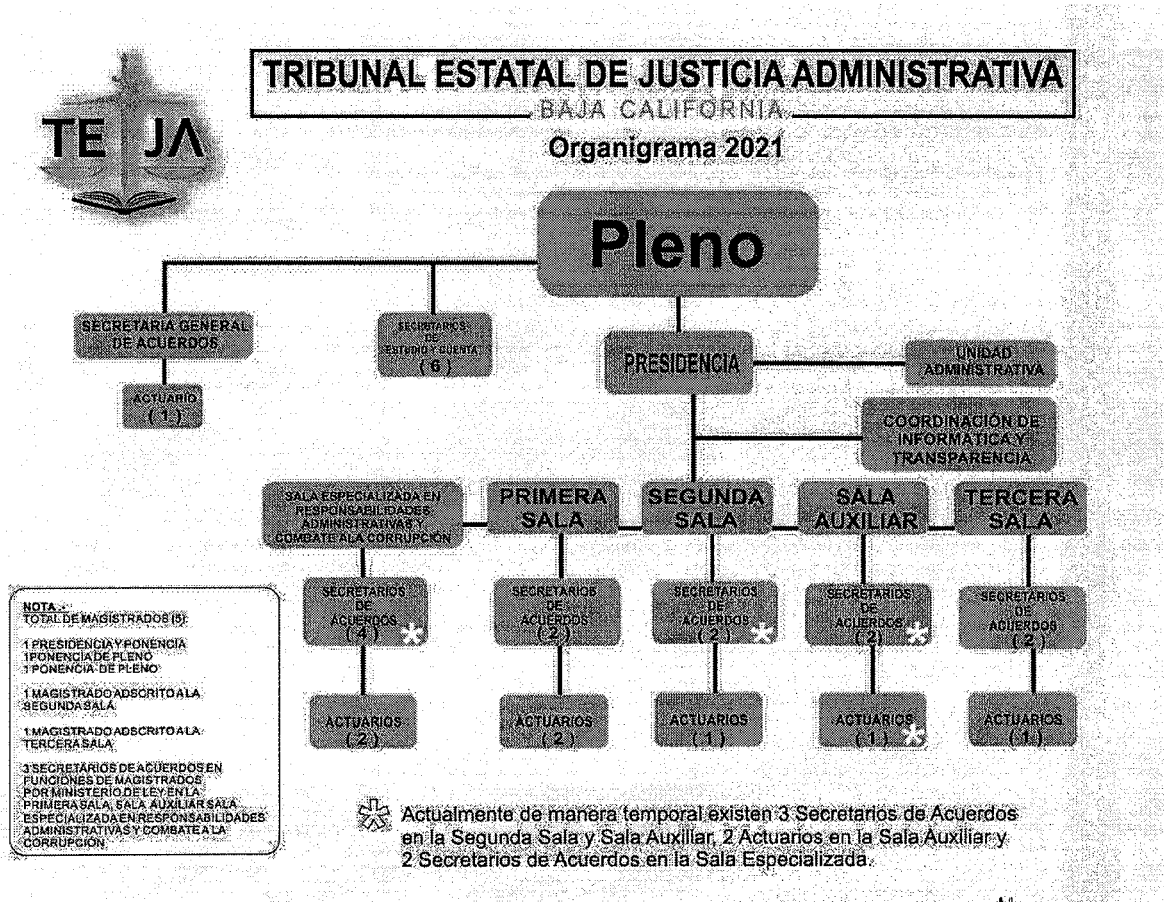 TE JA
TRIBUNAL ESTATAL DE JUSTICIA ADMINISTRATIVA
BAJA CALIFORNIA
Organigrama 2021
Pleno
SECRETARIA GENERAL
DE ACUERDOS
ACTUARIO
( 1 )
SECRETARIOS
DE
ESTUDIO Y CUENTA
( 6 )
PRESIDENCIA
UNIDAD
ADMINISTRATIVA
COORDINACIÓN DE
INFORMÁTICA Y
TRANSPARENCIA
SALA ESPECIALIZADA EN
RESPONSABILIDADES
ADMINISTRATIVAS Y
COMBATE A LA CORRUPCIÓN
PRIMERA
SALA
SEGUNDA
SALA
SALA
AUXILIAR
TERCERA
SALA
SECRETARIOS
DE
ACUERDOS
( 4 ) *
SECRETARIOS
DE
ACUERDOS
( 2 )
SECRETARIOS
DE
ACUERDOS
( 2 ) *
SECRETARIOS
DE
ACUERDOS
( 2) *
SECRETARIOS
DE
ACUERDOS
( 2 )
ACTUARIOS
( 2 )
ACTUARIOS
( 2 )
ACTUARIOS
( 1 )
ACTUARIOS
( 1 ) *
ACTUARIOS
( 1 )
NOTA.-
TOTAL DE MAGISTRADOS (5):
1 PRESIDENCIA Y PONENCIA
1 PONENCIA DE PLENO
1 PONENCIA DE PLENO
1 MAGISTRADO ADSCRITO A LA
SEGUNDA SALA
1 MAGISTRADO ADSCRITO A LA
TERCERA SALA
3 SECRETARIOS DE ACUERDOS EN
FUNCIONES DE MAGISTRADOS
POR MINISTERIO DE LEY EN LA
PRIMERA SALA, SALA AUXILIAR SALA
ESPECIALIZADA EN RESPONSABILIDADES
ADMINISTRATIVAS Y COMBATE A LA
CORRUPCIÓN
* Actualmente de manera temporal existen 3 Secretarios de Acuerdos
en la Segunda Sala y Sala Auxiliar, 2 Actuarios en la Sala Auxiliar y
2 Secretarios de Acuerdos en la Sala Especializada.